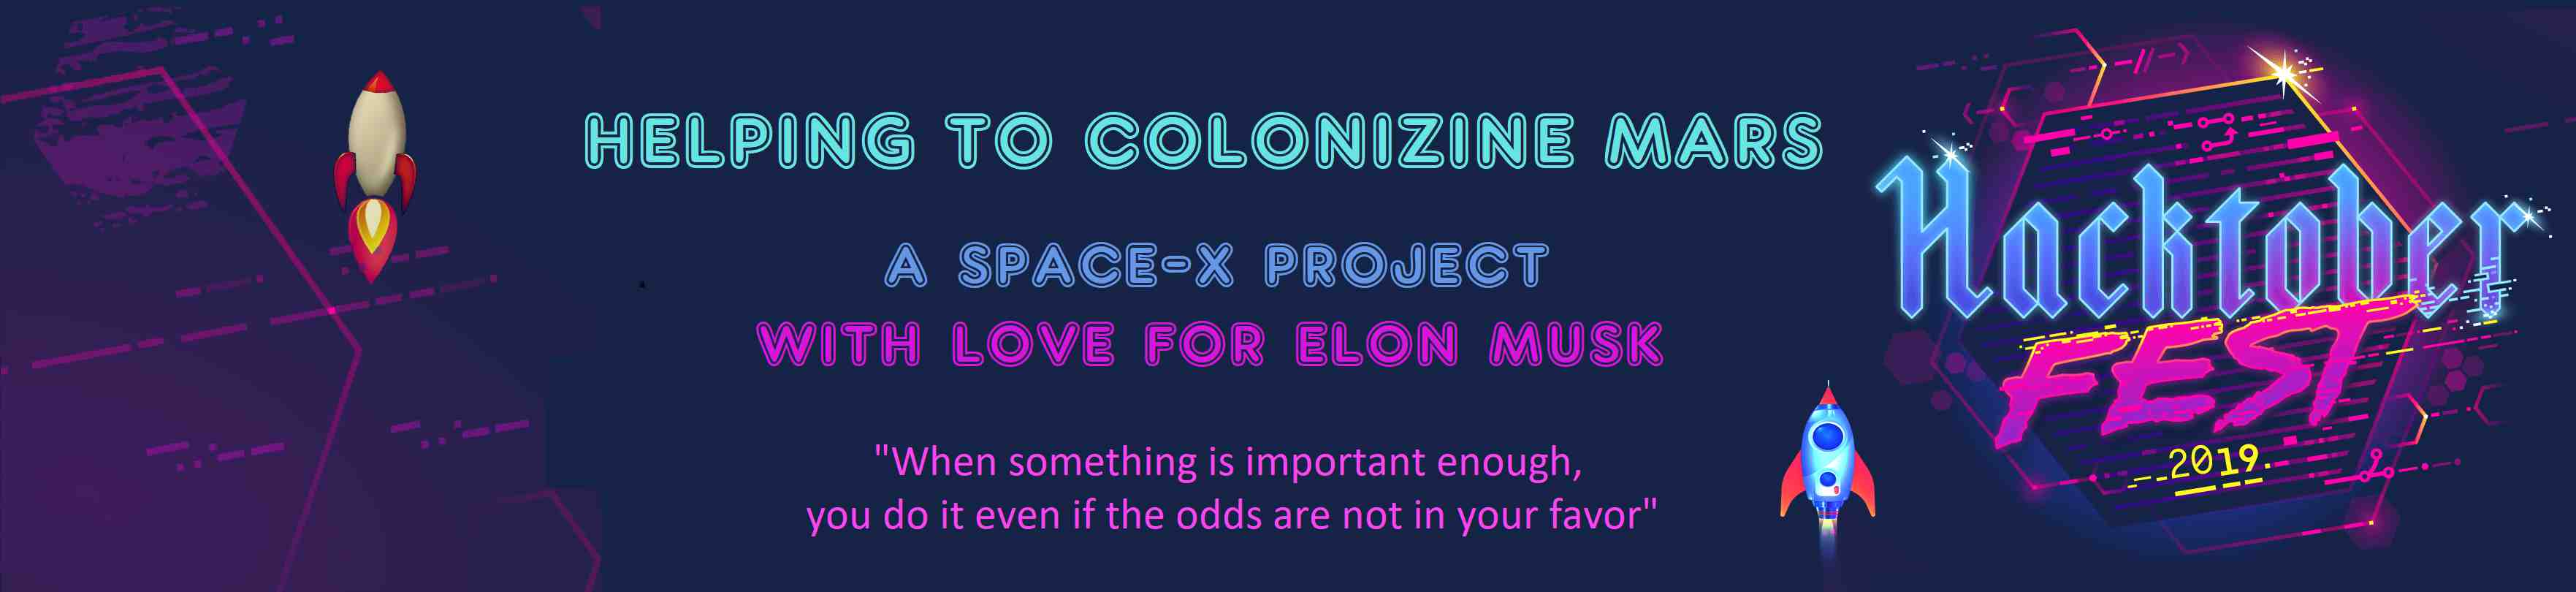 HELPING TO COLONIZINE MARS
A SPACE-X PROJECT
WITH LOVE FOR ELON MUSK
"When something is important enough,
you do it even if the odds are not in your favor"
Hacktober
FEST
2019.